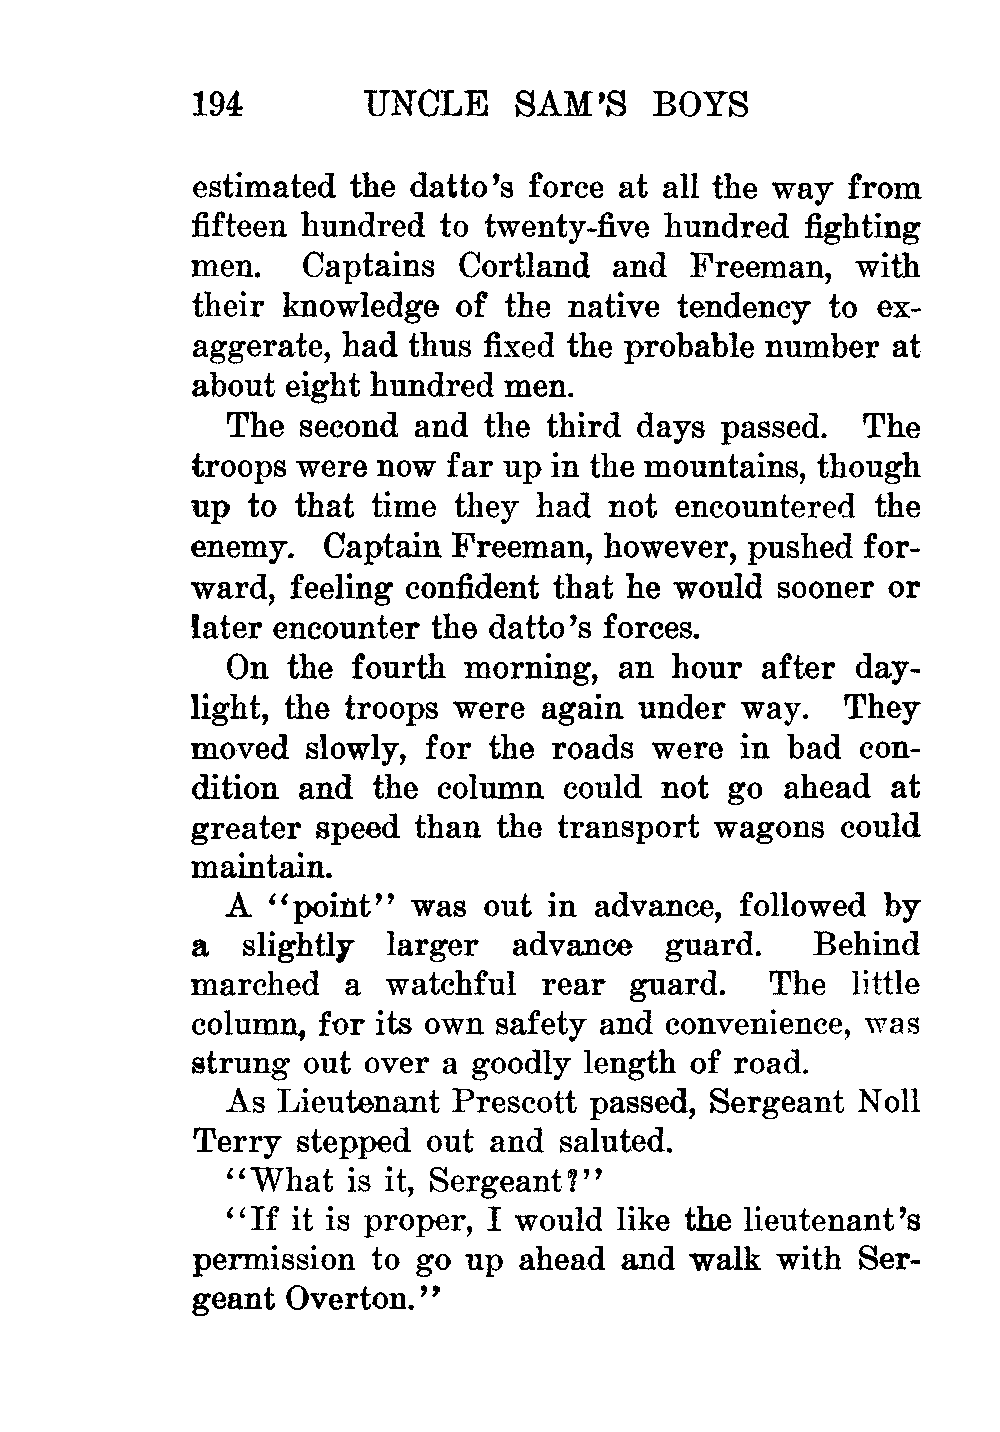 194 UNCLE SAM'S BOYS
estimated the datto's force at all the way from
fifteen hundred to twenty-five hundred fighting
men. Captains Cortland and Freeman, with
their knowledge of the native tendency to ex-
aggerate, had thus fixed the probable number at
about eight hundred men.
The second and the third days passed. The
troops were now far up in the mountains, though
up to that time they had not encountered the
enemy. Captain Freeman, however, pushed for-
ward, feeling confident that he would sooner or
later encounter the datto's forces.
On the fourth morning, an hour after day-
light, the troops were again under way. They
moved slowly, for the roads were in bad con-
dition and the column could not go ahead at
greater speed than the transport wagons could
maintain.
A "point" was out in advance, followed by
a slightly larger advance guard. Behind
marched a watchful rear guard. The little
column, for its own safety and convenience, was
strung out over a goodly length of road.
As Lieutenant Prescott passed, Sergeant Noll
Terry stepped out and saluted.
"What is it, Sergeant?"
"If it is proper, I would like the lieutenant's
permission to go up ahead and walk with Ser-
geant Overton."